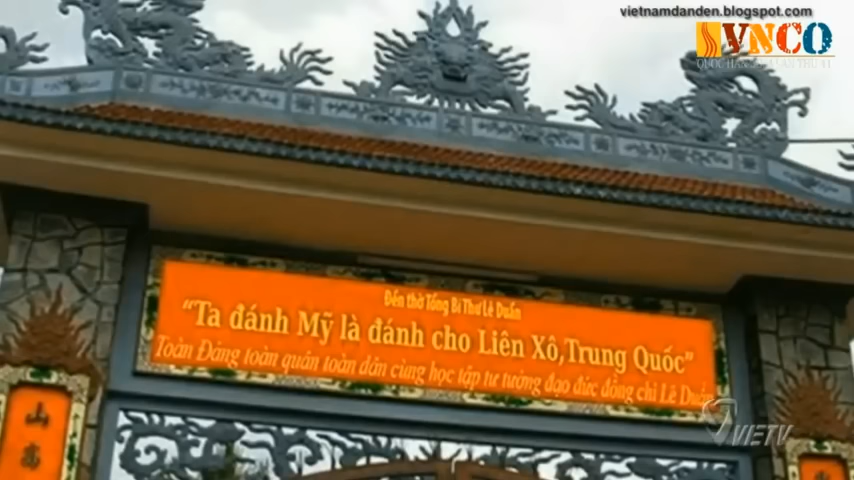 vietnamdanden.blogspot.com
VNCO
Đền thờ Tổng Bí Thư Lê Duẩn
“Ta đánh Mỹ là đánh cho Liên Xô,Trung Quốc”
Toàn Đảng toàn quân toàn dân cùng học tập tư tưởng đạo đức đồng chí Lê Duẩn
山高
VIETV